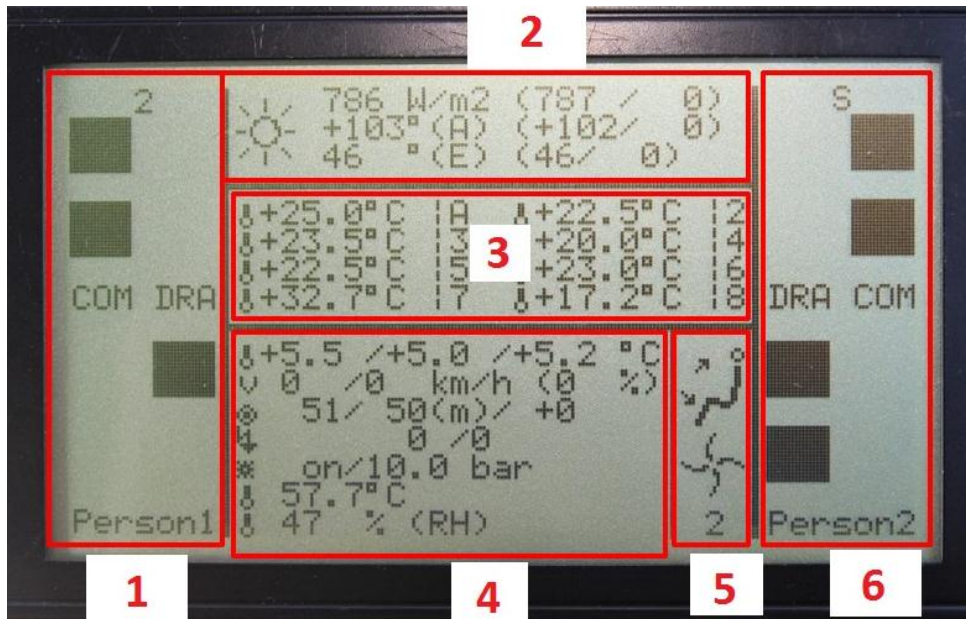 2
1
2
COM DRA
Person1
786 W/m2 (787 / 0)
+103°(A) (+102/ 0)
46 °(E) (46/ 0)
3
+25.0°C ¦A +22.5°C ¦2
+23.5°C ¦3 +20.0°C ¦4
+22.5°C ¦5 +23.0°C ¦6
+32.7°C ¦7 +17.2°C ¦8
4
+5.5 /+5.0 /+5.2 °C
0 /0 km/h (0 %)
51/ 50(m)/ +0
0 /0
on/10.0 bar
57.7°C
47 % (RH)
5
2
6
S
DRA COM
Person2